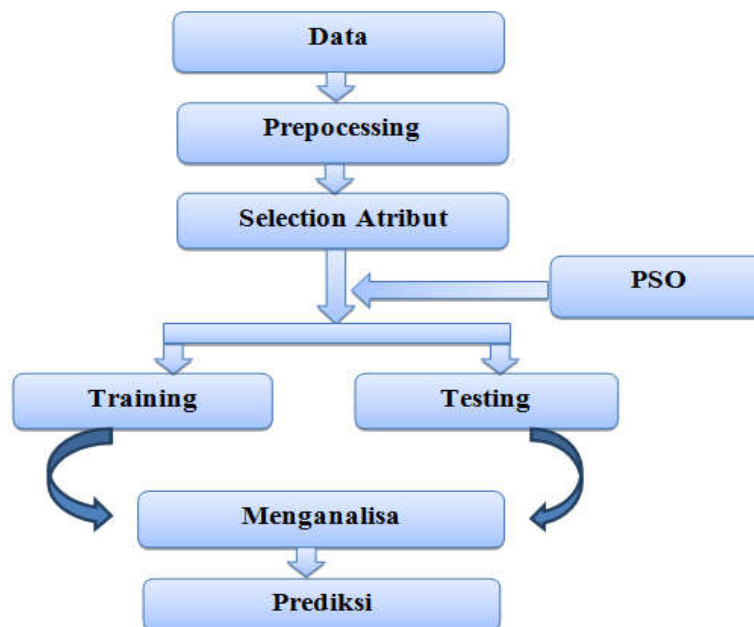 Data
Prepocessing
Selection Atribut
PSO
Training
Testing
Menganalisa
Prediksi